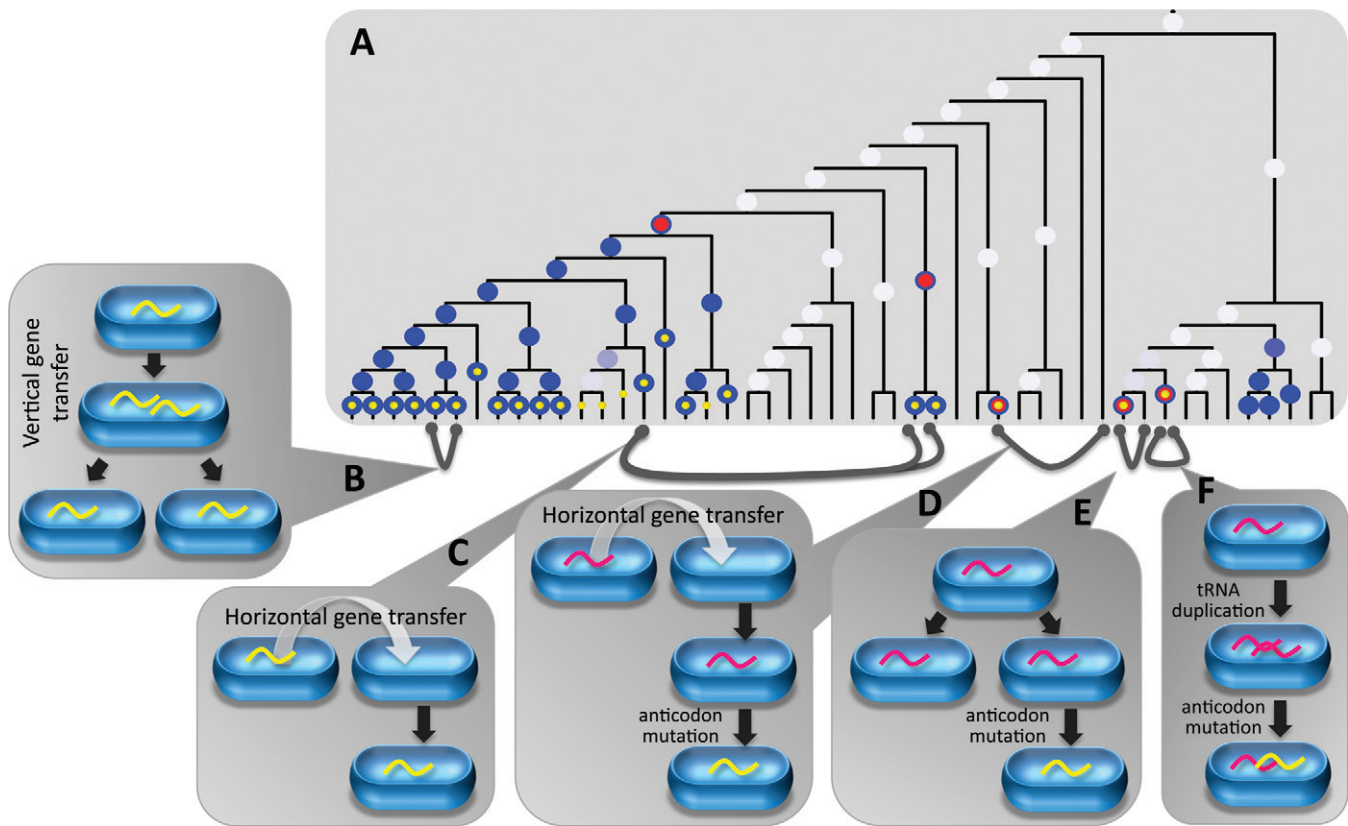 A
Vertical gene
transfer
B
C
Horizontal gene transfer
Horizontal gene transfer
anticodon
mutation
D
E
anticodon
mutation
F
tRNA
duplication
anticodon
mutation